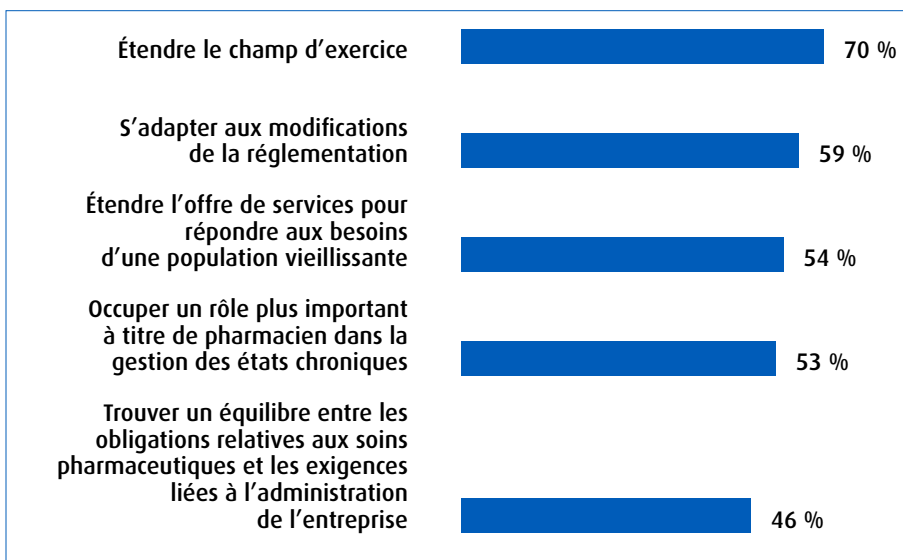 Étendre le champ d’exercice
70 %
S’adapter aux modifications
de la réglementation
59 %
Étendre l’offre de services pour
répondre aux besoins
d’une population vieillissante
54 %
Occuper un rôle plus important
à titre de pharmacien dans la
gestion des états chroniques
53 %
Trouver un équilibre entre les
obligations relatives aux soins
pharmaceutiques et les exigences
liées à l’administration
de l’entreprise
46 %